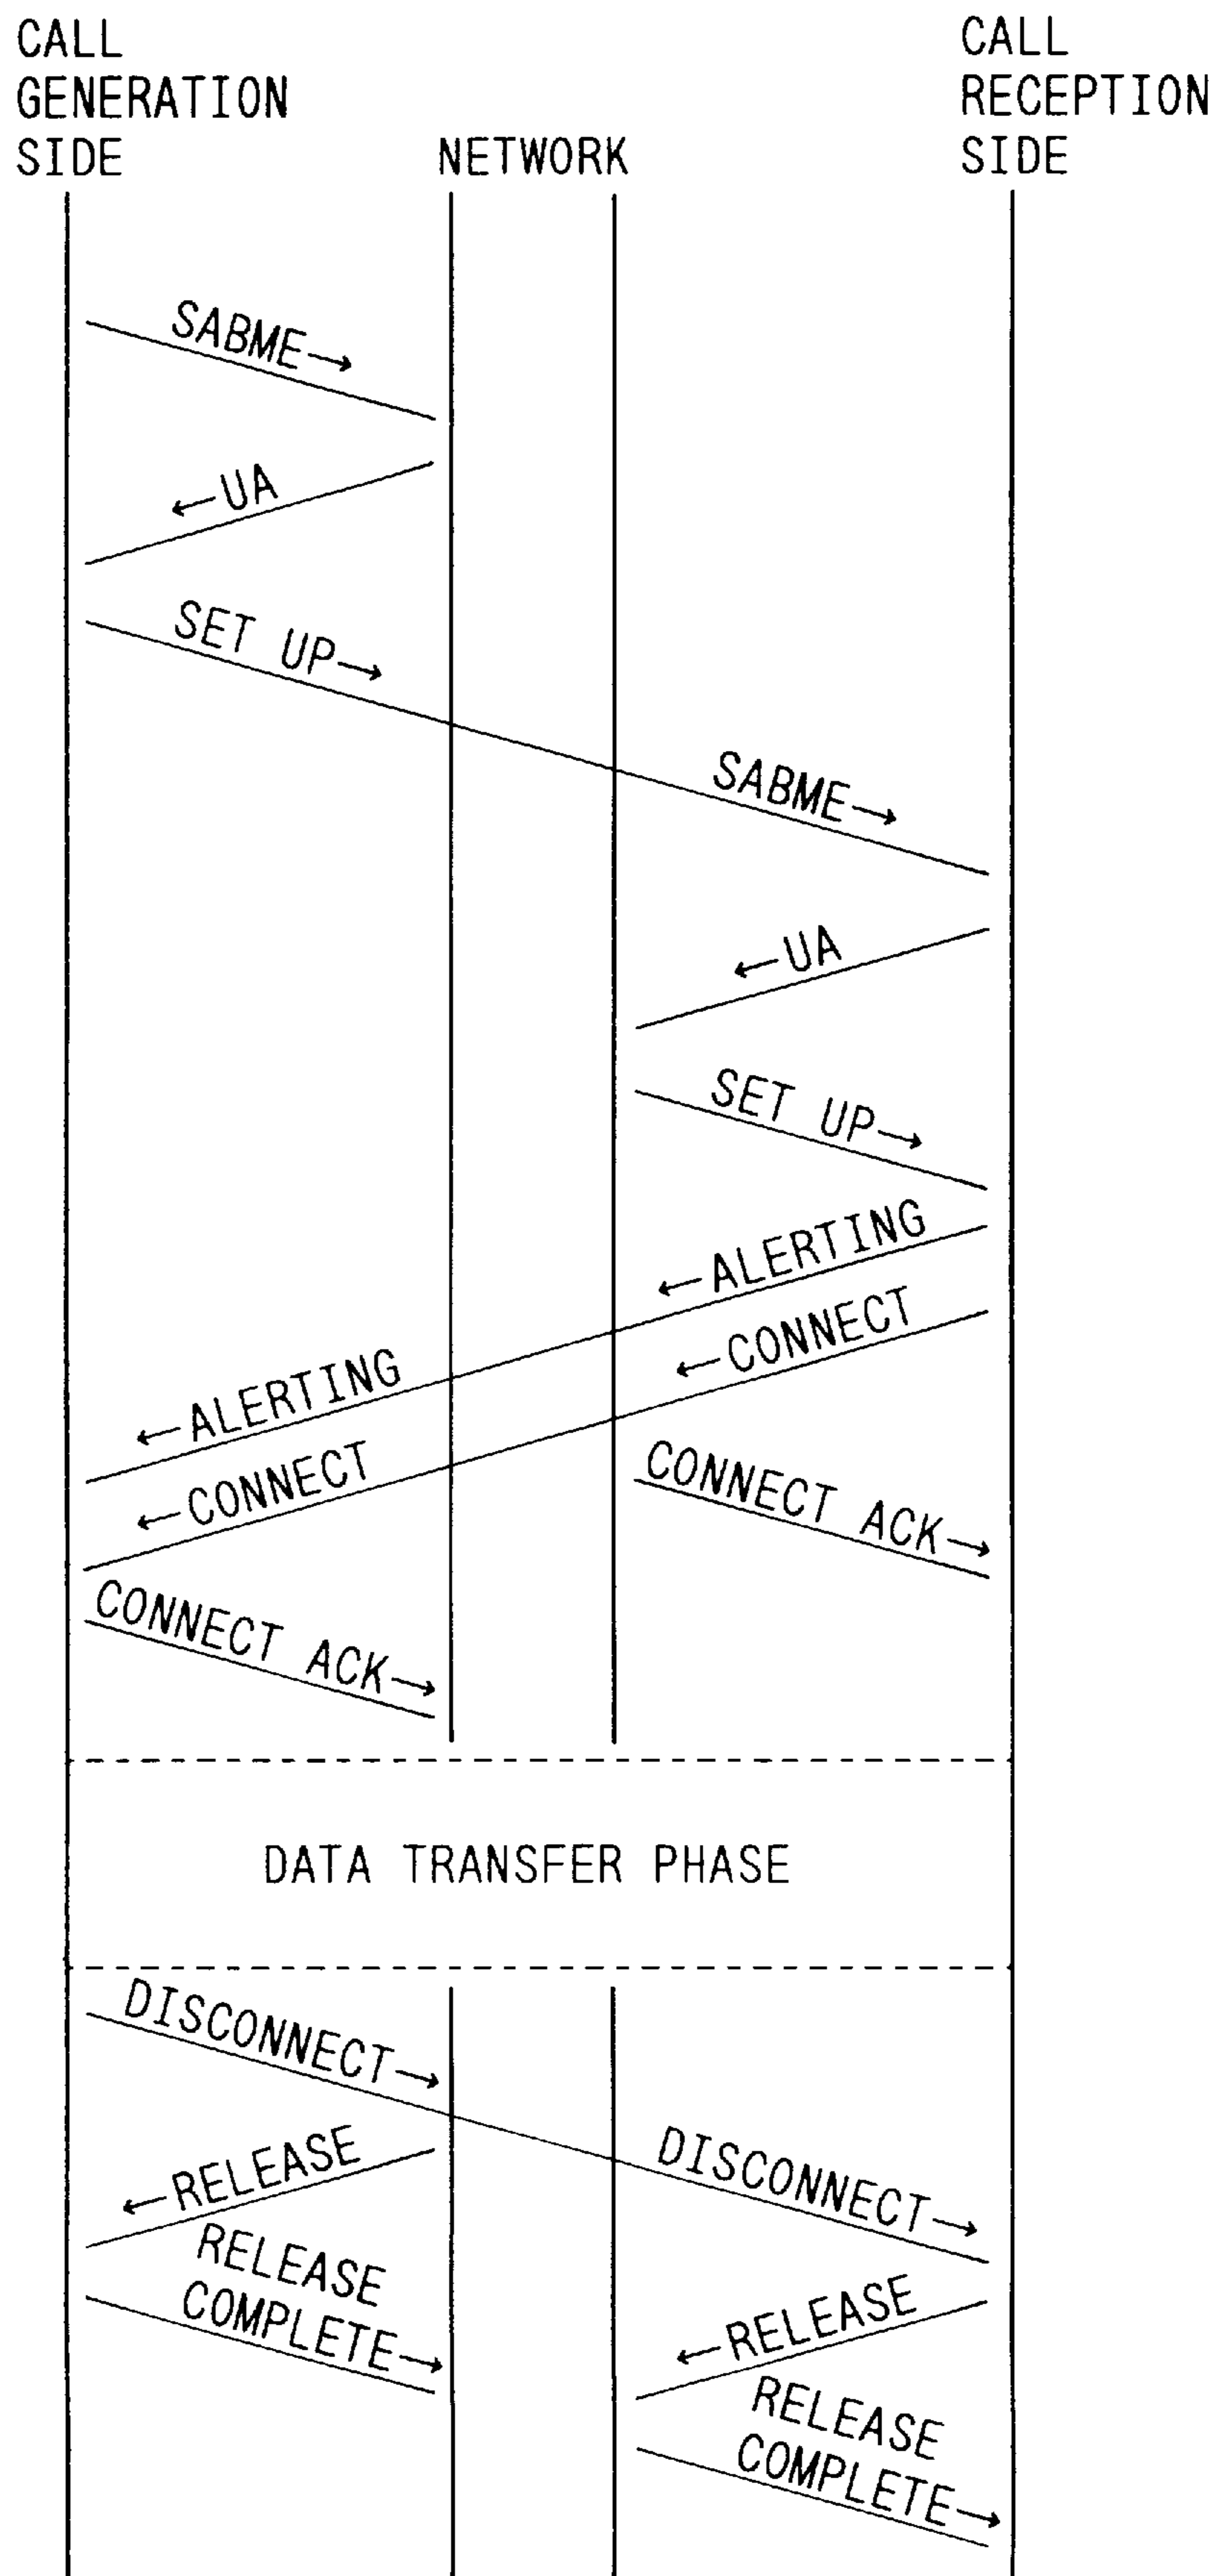 CALL
GENERATION
SIDE
NETWORK
CALL
RECEPTION
SIDE
SABME→
←UA
SET UP→
SABME→
←UA
SET UP→
←ALERTING
←CONNECT
←ALERTING
←CONNECT
CONNECT ACK→
CONNECT ACK→
DATA TRANSFER PHASE
DISCONNECT→
←RELEASE
DISCONNECT→
RELEASE
COMPLETE→
←RELEASE
RELEASE
COMPLETE→